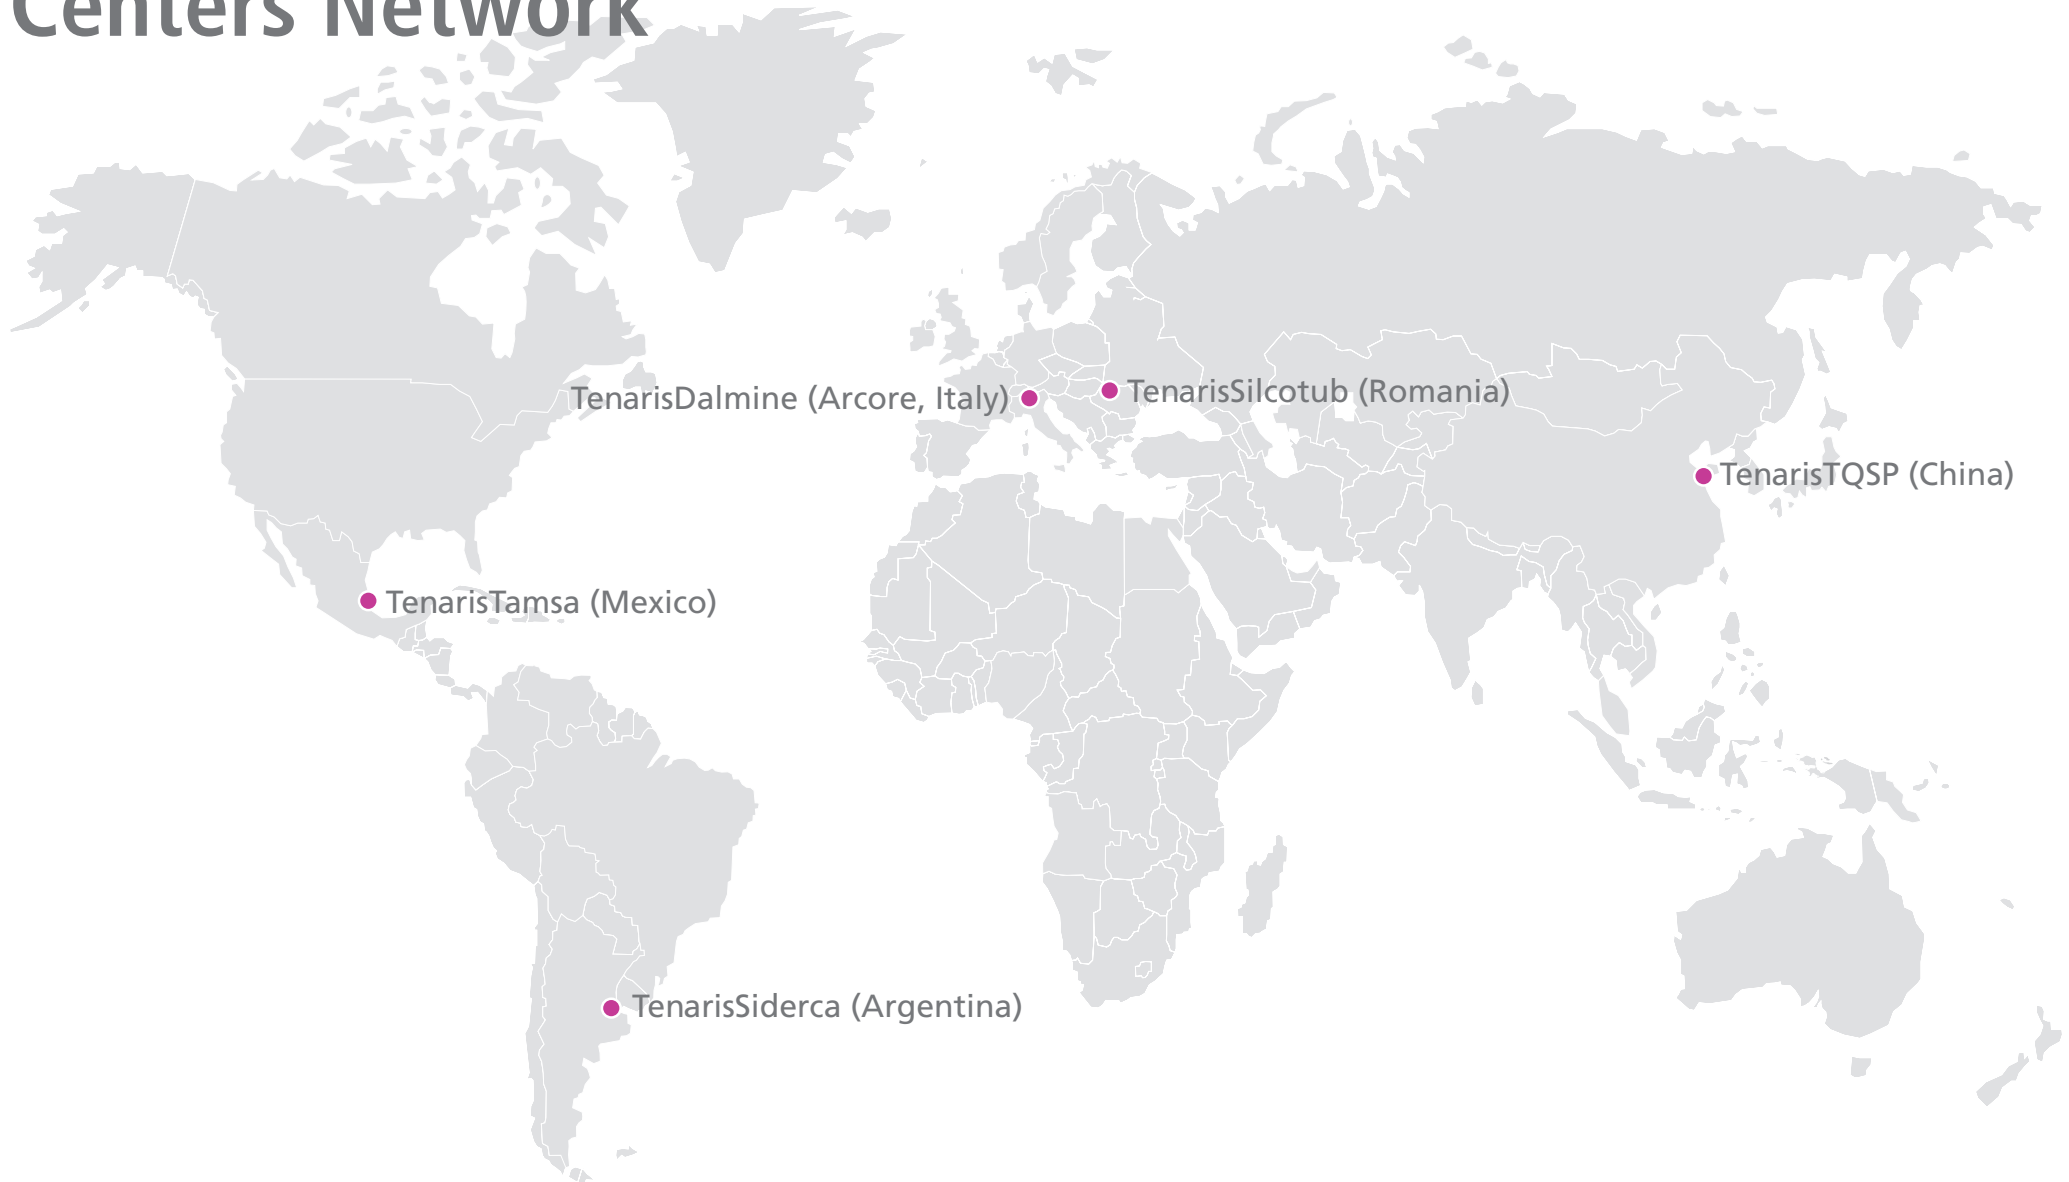 Centers Network
TenarisDalmine (Arcore, Italy)
TenarisSilcotub (Romania)
TenarisTQSP (China)
TenarisTamsa (Mexico)
TenarisSiderca (Argentina)